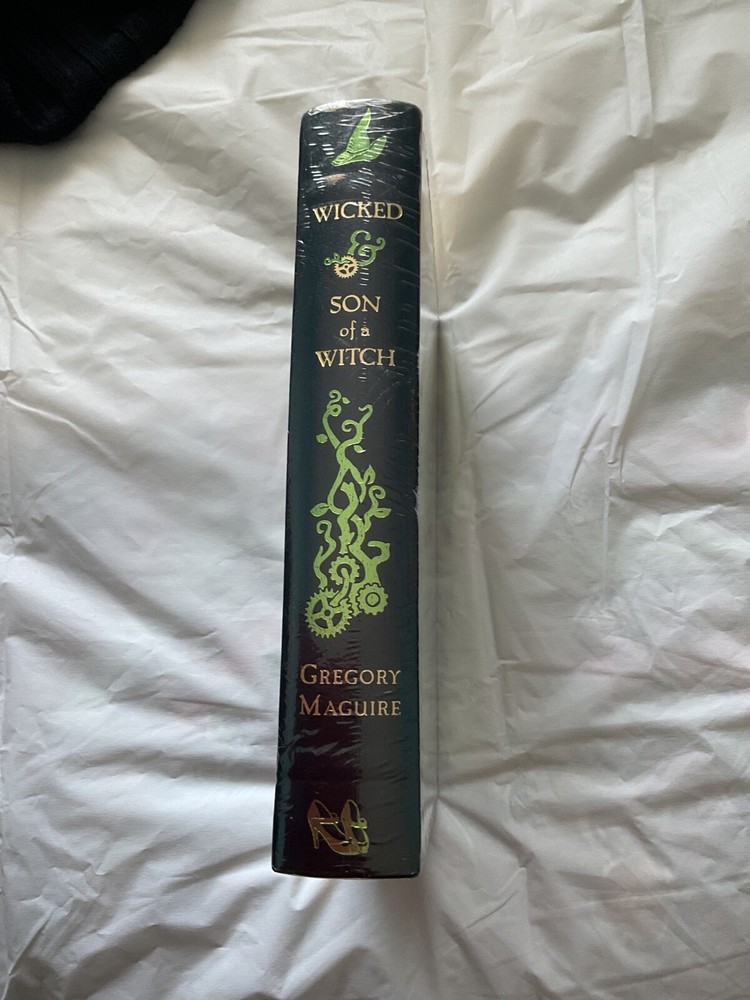 WICKED
&
SON
of a
WITCH
GREGORY
MAGUIRE